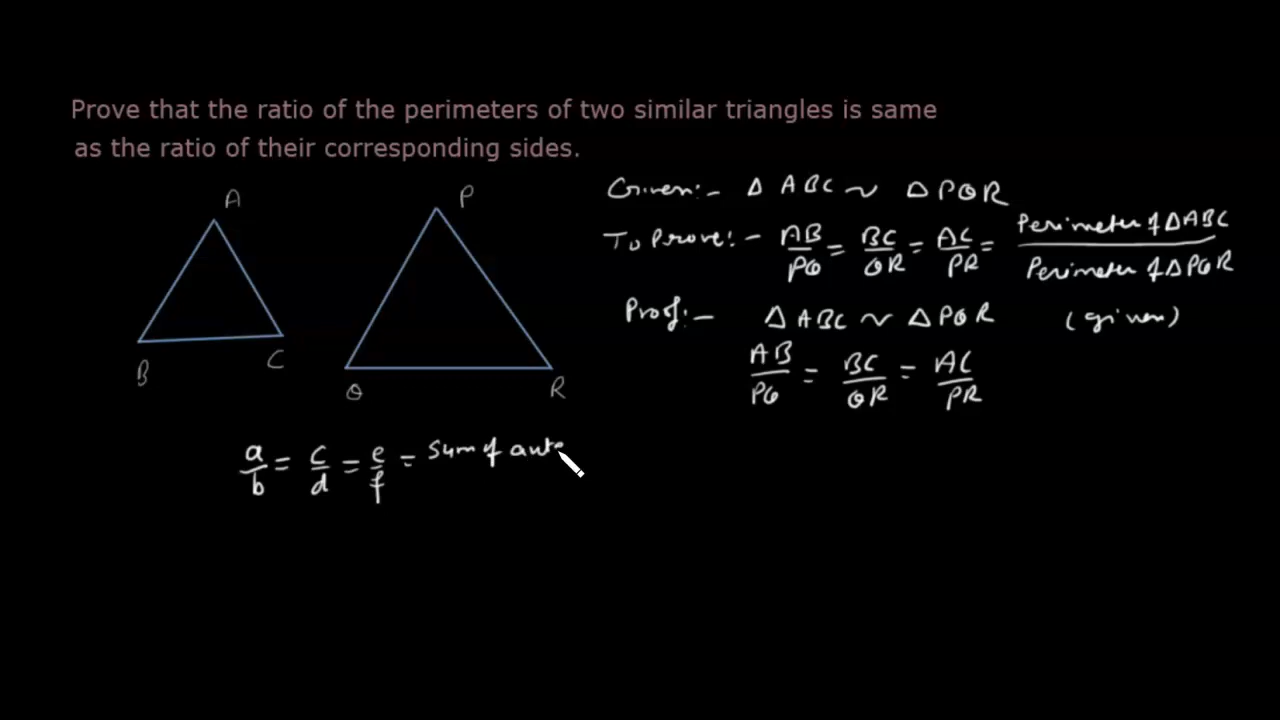 Prove that the ratio of the perimeters of two similar triangles is same
as the ratio of their corresponding sides.
A
B
C
P
Q
R
Given:- Δ ABC ~ Δ PQR
To Prove:- AB/PQ = BC/QR = AC/PR = Perimeter of ΔABC/Perimeter of ΔPQR
Proof:- Δ ABC ~ Δ PQR (given)
AB/PQ = BC/QR = AC/PR
a/b = c/d = e/f = Sum of ante